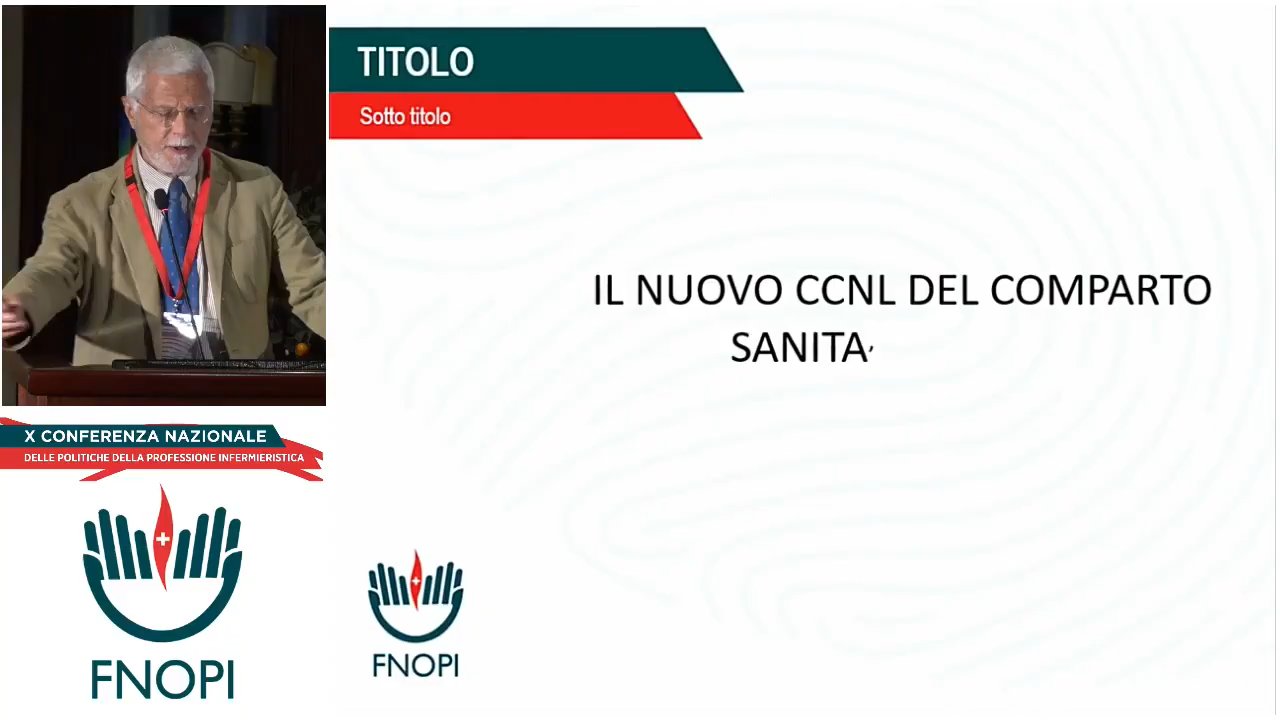 TITOLO
Sotto titolo
IL NUOVO CCNL DEL COMPARTO
SANITA’
X CONFERENZA NAZIONALE
DELLE POLITICHE DELLA PROFESSIONE INFERMIERISTICA
FNOPI
FNOPI